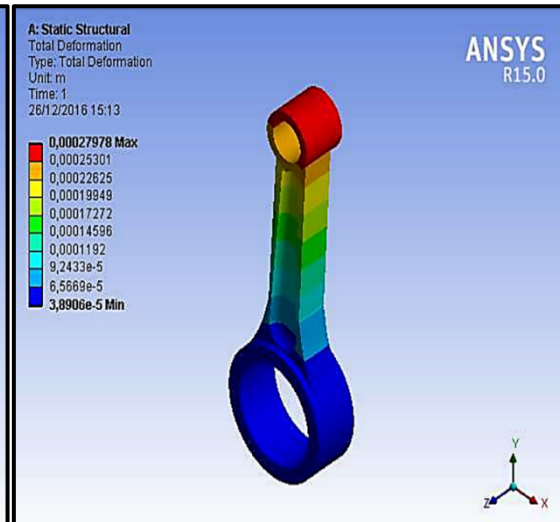 A: Static Structural
Total Deformation
Type: Total Deformation
Unit: m
Time: 1
26/12/2016 15:13
ANSYS
R15.0
0,00027978 Max
0,00025301
0,00022625
0,00019949
0,00017272
0,00014596
0,0001192
9,2433e-5
6,5669e-5
3,8906e-5 Min
Y
Z
X